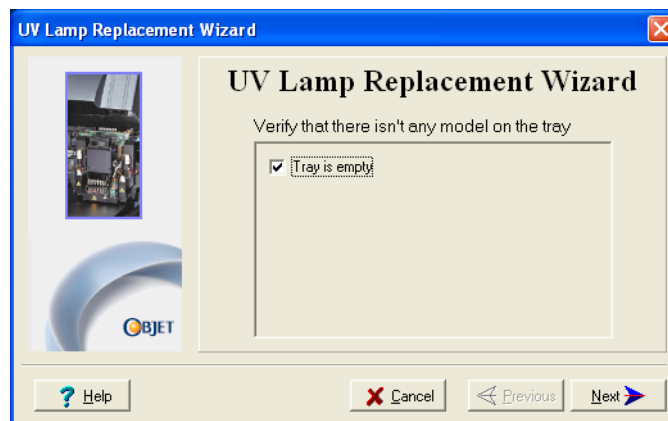 UV Lamp Replacement Wizard
UV Lamp Replacement Wizard
Verify that there isn't any model on the tray
Tray is empty
OBJET
Help
Cancel
Previous
Next